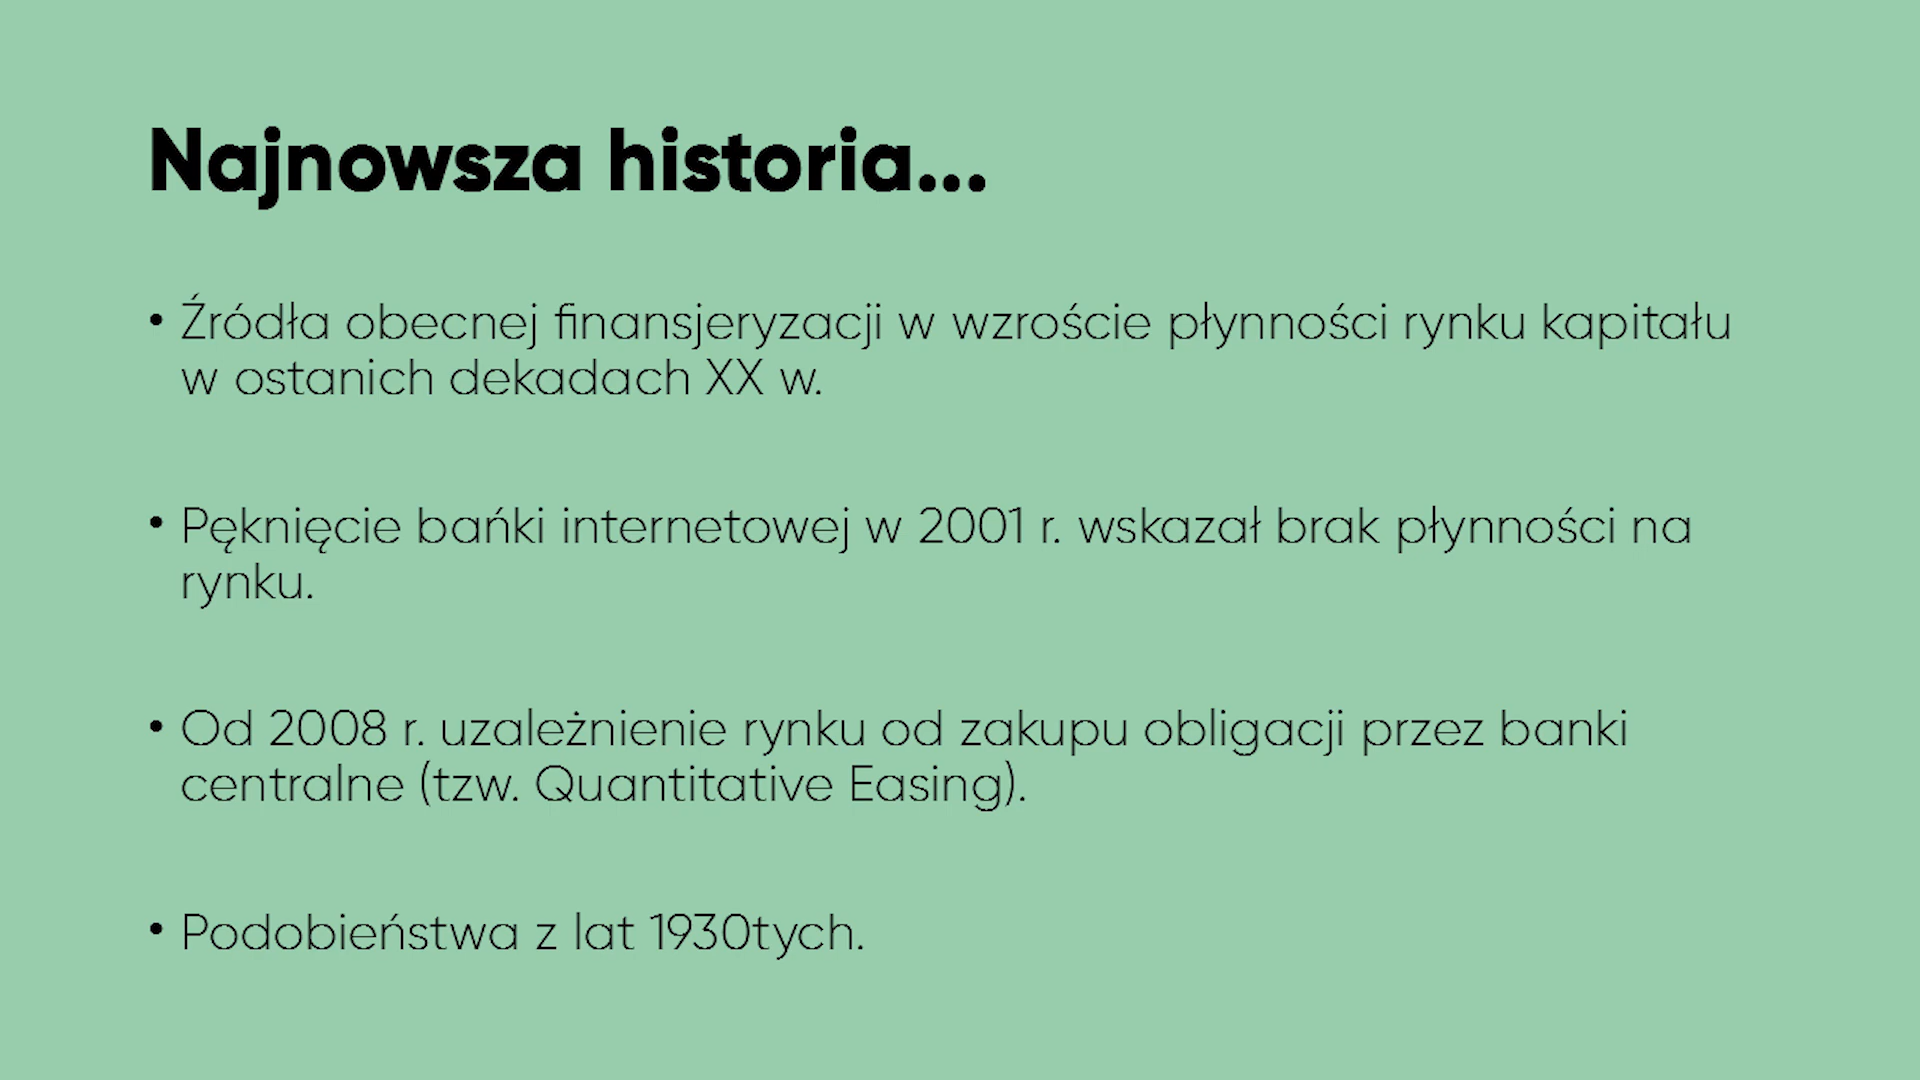 Najnowsza historia...
• Źródła obecnej finansjeryzacji w wzroście płynności rynku kapitału
w ostanich dekadach XX w.
• Pęknięcie bańki internetowej w 2001 r. wskazał brak płynności na
rynku.
• Od 2008 r. uzależnienie rynku od zakupu obligacji przez banki
centralne (tzw. Quantitative Easing).
• Podobieństwa z lat 1930tych.